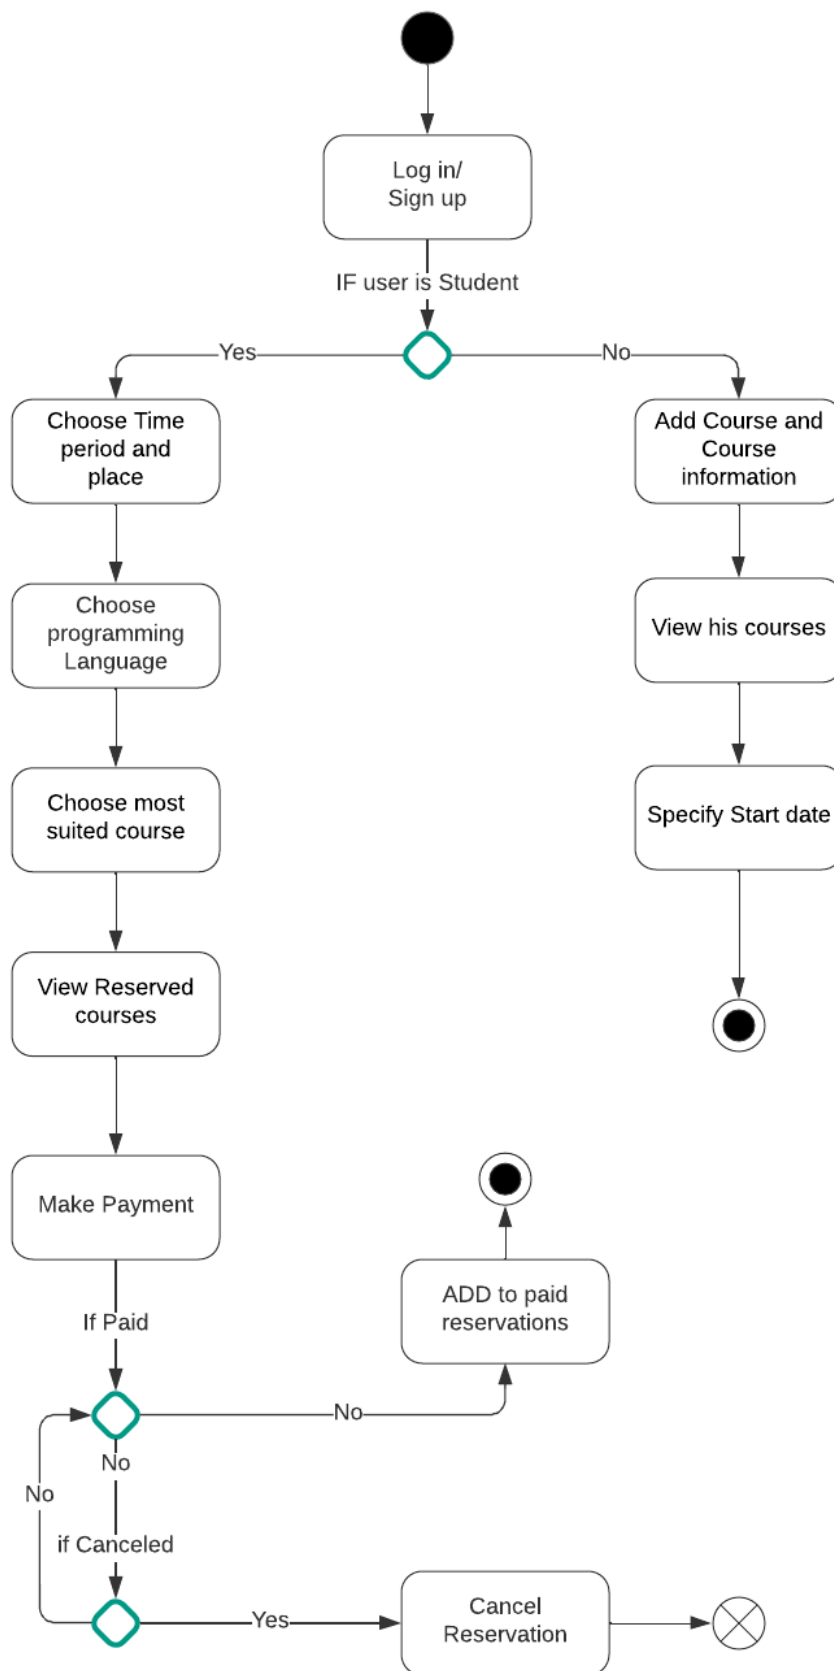 Log in/
Sign up
IF user is Student
Yes
No
Choose Time
period and
place
Add Course and
Course
information
Choose
programming
Language
View his courses
Choose most
suited course
Specify Start date
View Reserved
courses
Make Payment
ADD to paid
reservations
If Paid
No
No
No
if Canceled
Yes
Cancel
Reservation